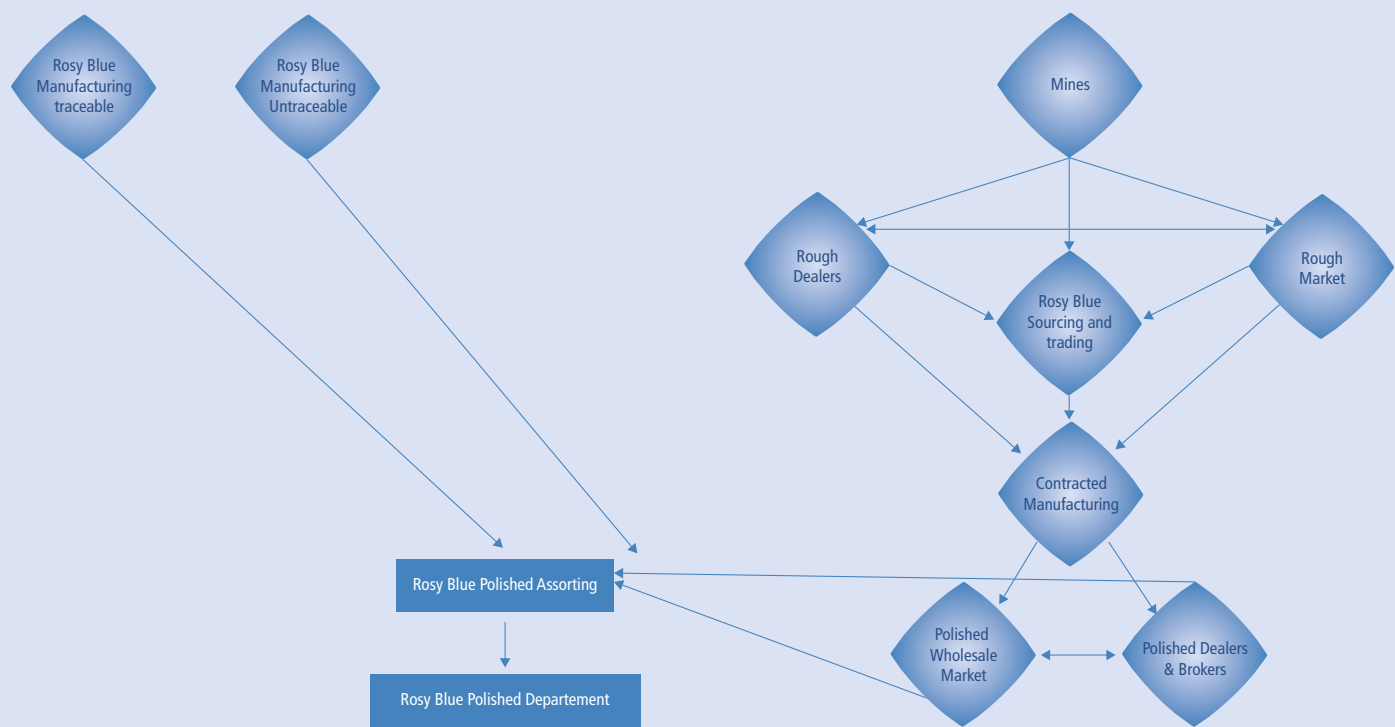 Rosy Blue
Manufacturing
traceable
Rosy Blue
Manufacturing
Untraceable
Mines
Rough
Dealers
Rough
Market
Rosy Blue
Sourcing and
trading
Contracted
Manufacturing
Rosy Blue Polished Assorting
Polished
Wholesale
Market
Polished Dealers
& Brokers
Rosy Blue Polished Departement